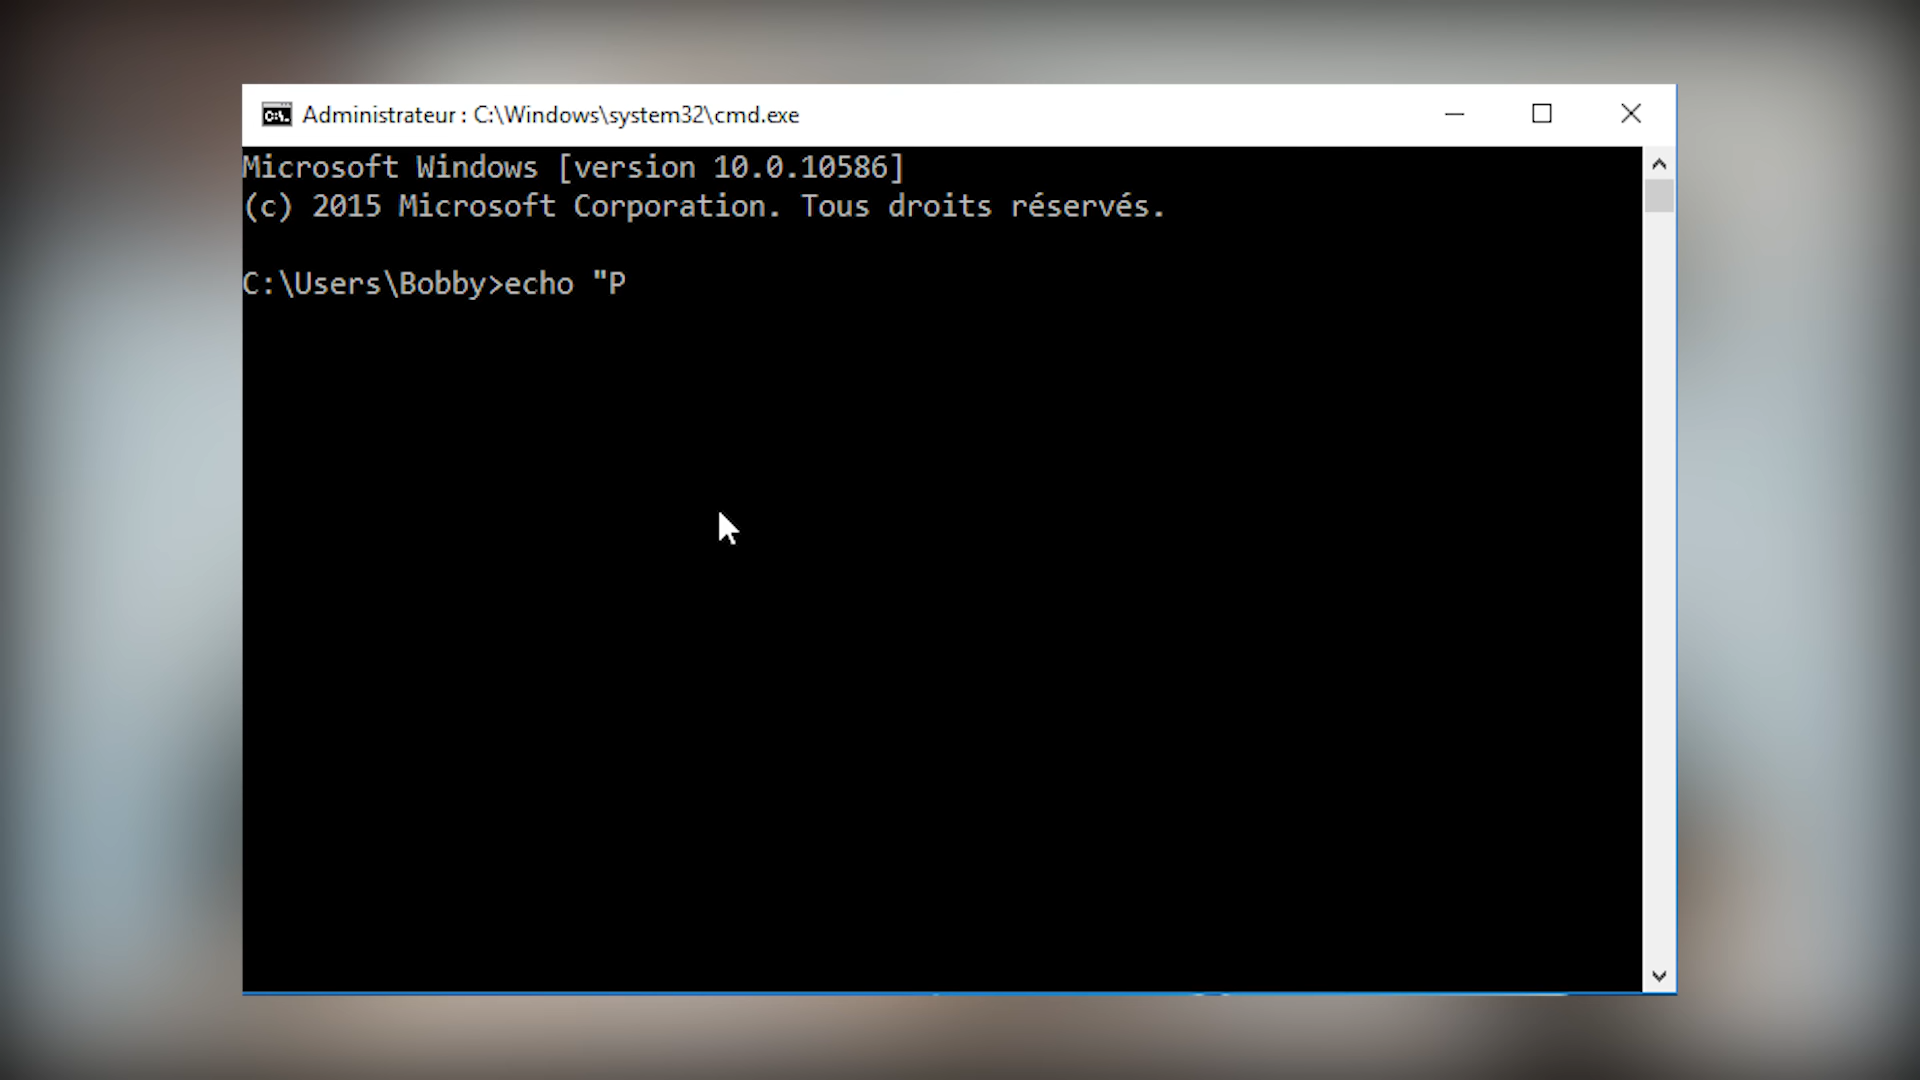 Administrateur : C:\Windows\system32\cmd.exe
Microsoft Windows [version 10.0.10586]
(c) 2015 Microsoft Corporation. Tous droits réservés.
C:\Users\Bobby>echo "P